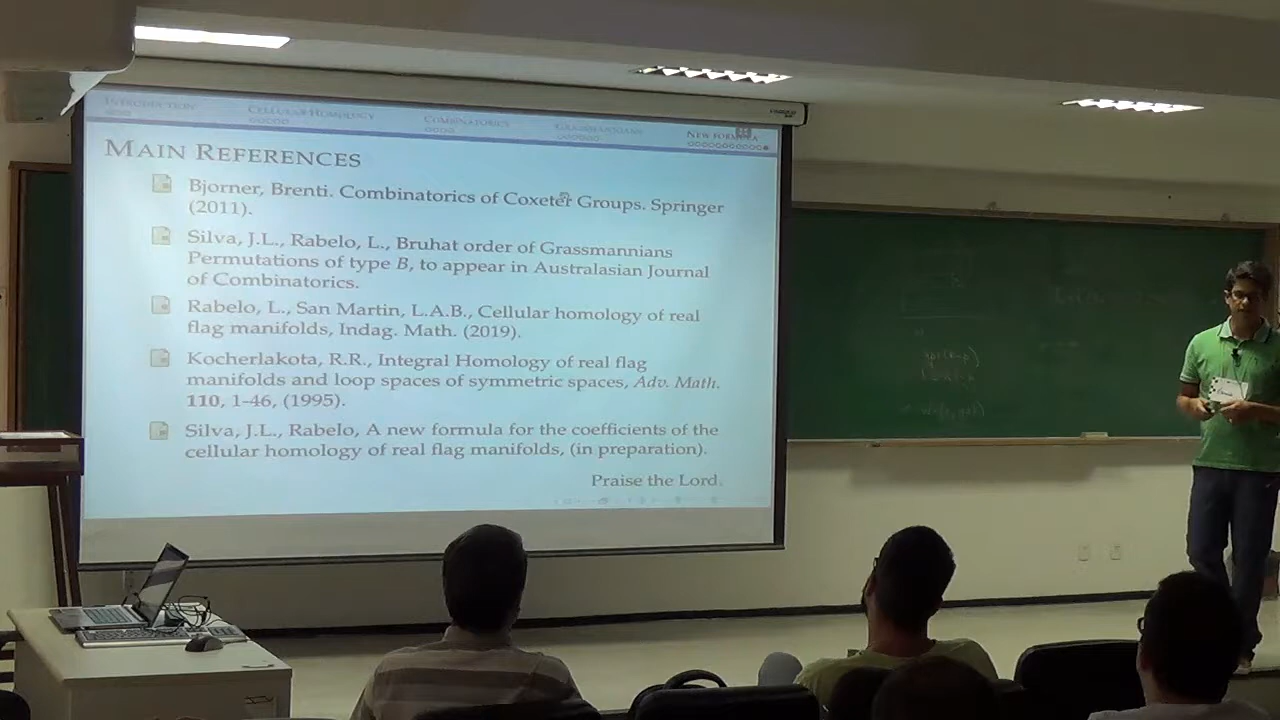 INTRODUCTION
CELLULAR HOMOLOGY
COMBINATORICS
GRASSMANNIANS
NEW FORMULA
MAIN REFERENCES
Bjorner, Brenti. Combinatorics of Coxeter Groups. Springer
(2011).
Silva, J.L., Rabelo, L., Bruhat order of Grassmannians
Permutations of type B, to appear in Australasian Journal
of Combinatorics.
Rabelo, L., San Martin, L.A.B., Cellular homology of real
flag manifolds, Indag. Math. (2019).
Kocherlakota, R.R., Integral Homology of real flag
manifolds and loop spaces of symmetric spaces, Adv. Math.
110, 1-46, (1995).
Silva, J.L., Rabelo, A new formula for the coefficients of the
cellular homology of real flag manifolds, (in preparation).
Praise the Lord.